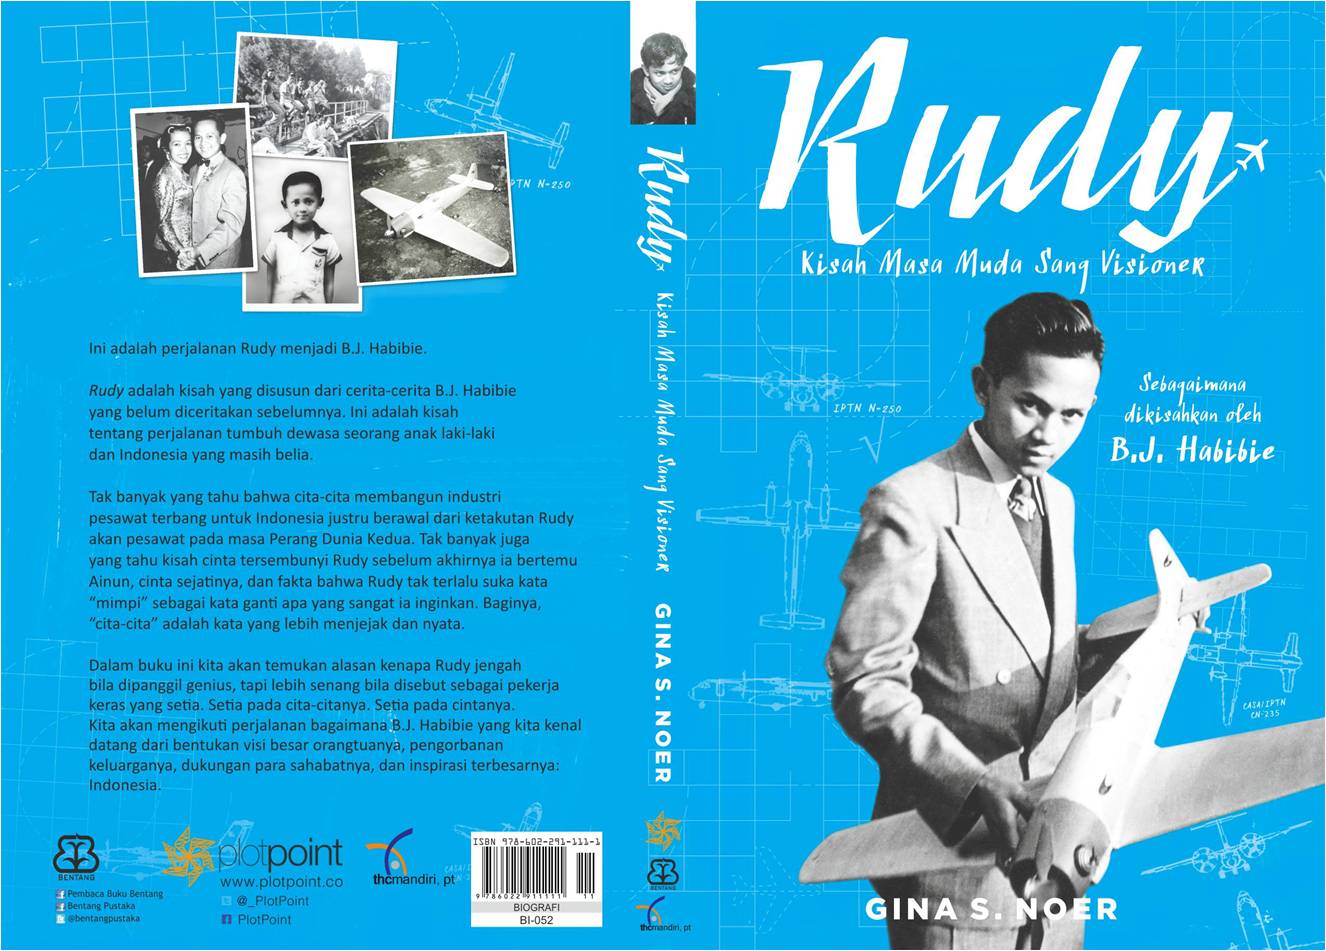 IPTN N-250
Ini adalah perjalanan Rudy menjadi B.J. Habibie.
Rudy adalah kisah yang disusun dari cerita-cerita B.J. Habibie
yang belum diceritakan sebelumnya. Ini adalah kisah
tentang perjalanan tumbuh dewasa seorang anak laki-laki
dan Indonesia yang masih belia.
Tak banyak yang tahu bahwa cita-cita membangun industri
pesawat terbang untuk Indonesia justru berawal dari ketakutan Rudy
akan pesawat pada masa Perang Dunia Kedua. Tak banyak juga
yang tahu kisah cinta tersembunyi Rudy sebelum akhirnya ia bertemu
Ainun, cinta sejatinya, dan fakta bahwa Rudy tak terlalu suka kata
“mimpi” sebagai kata ganti apa yang sangat ia inginkan. Baginya,
“cita-cita” adalah kata yang lebih menjejak dan nyata.
Dalam buku ini kita akan temukan alasan kenapa Rudy jengah
bila dipanggil genius, tapi lebih senang bila disebut sebagai pekerja
keras yang setia. Setia pada cita-citanya. Setia pada cintanya.
Kita akan mengikuti perjalanan bagaimana B.J. Habibie yang kita kenal
datang dari bentukan visi besar orangtuanya, pengorbanan
keluarganya, dukungan para sahabatnya, dan inspirasi terbesarnya:
Indonesia.
BENTANG
Pembaca Buku Bentang
Bentang Pustaka
@bentangpustaka
plotpoint
www.plotpoint.co
@_PlotPoint
PlotPoint
thcmandiri, pt
ISBN 978-602-291-111-1
9 786022 911111
11
BIOGRAFI
BI-052
Rudy
Kisah Masa Muda Sang Visioner
GINA S. NOER
BENTANG
thcmandiri, pt
Rudy
Kisah Masa Muda Sang Visioner
Sebagaimana
dikisahkan oleh
B.J. Habibie
IPTN N-250
CASA/IPTN
CN-235
GINA S. NOER